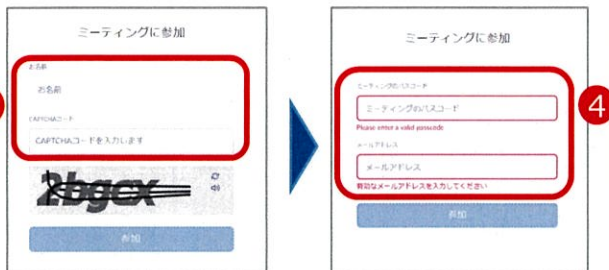 ミーティングに参加
お名前
お名前
CAPTCHAコード
CAPTCHAコードを入力します
2bgcx
参加
ミーティングに参加
ミーティングのパスコード
ミーティングのパスコード
Please enter a valid passcode
メールアドレス
メールアドレス
有効なメールアドレスを入力してください
参加
4